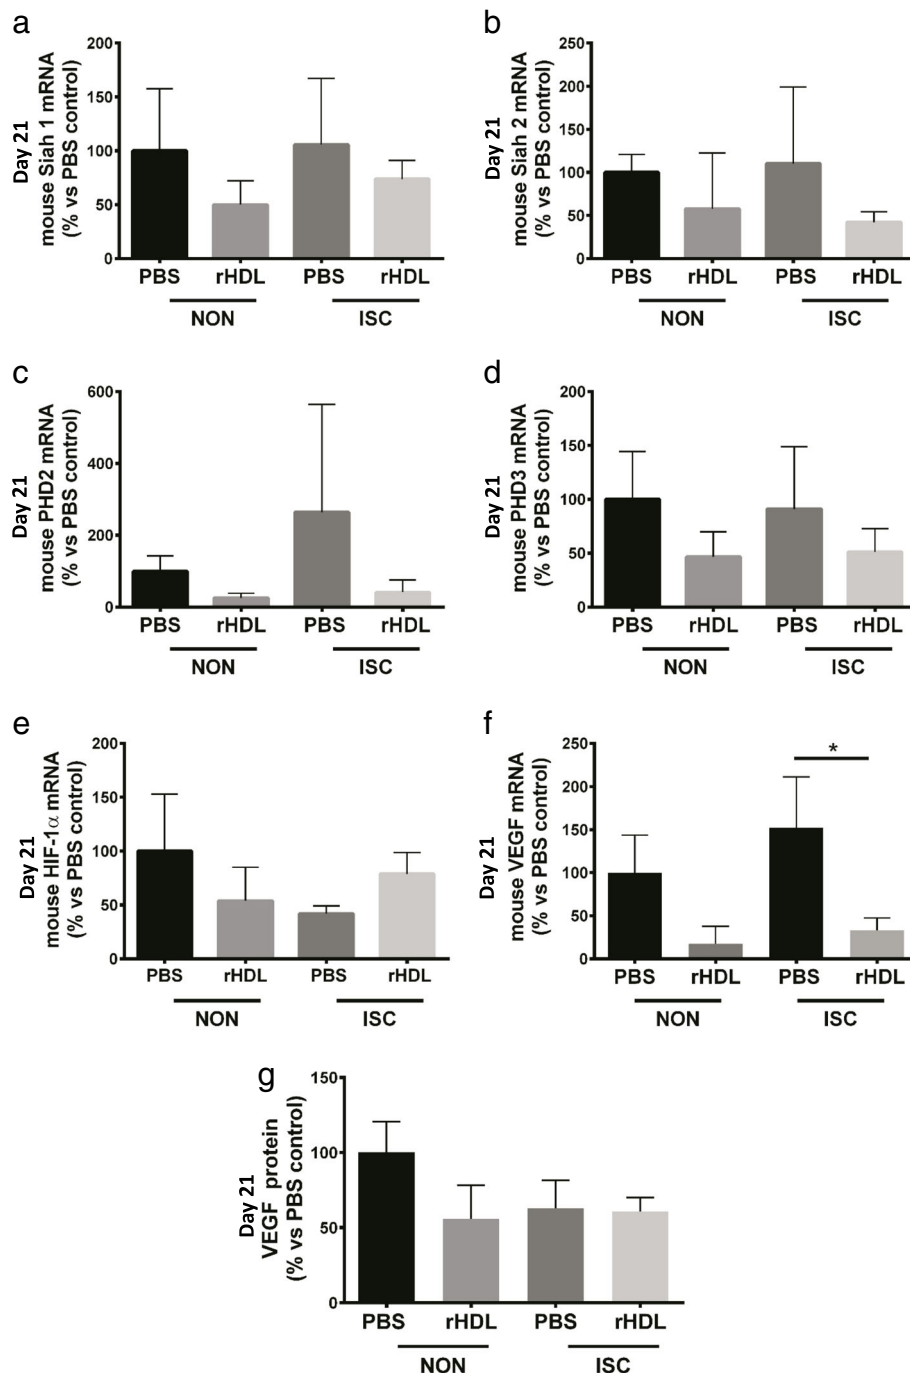 a
Day 21
mouse Siah 1 mRNA
(% vs PBS control)
200
150
100
50
0
PBS rHDL PBS rHDL
NON ISC
b
Day 21
mouse Siah 2 mRNA
(% vs PBS control)
250
200
150
100
50
0
PBS rHDL PBS rHDL
NON ISC
c
Day 21
mouse PHD2 mRNA
(% vs PBS control)
600
400
200
0
PBS rHDL PBS rHDL
NON ISC
d
Day 21
mouse PHD3 mRNA
(% vs PBS control)
200
150
100
50
0
PBS rHDL PBS rHDL
NON ISC
e
Day 21
mouse HIF-1α mRNA
(% vs PBS control)
200
150
100
50
0
PBS rHDL PBS rHDL
NON ISC
f
Day 21
mouse VEGF mRNA
(% vs PBS control)
250
200
150
100
50
0
*
PBS rHDL PBS rHDL
NON ISC
g
Day 21
VEGF protein
(% vs PBS control)
150
100
50
0
PBS rHDL PBS rHDL
NON ISC